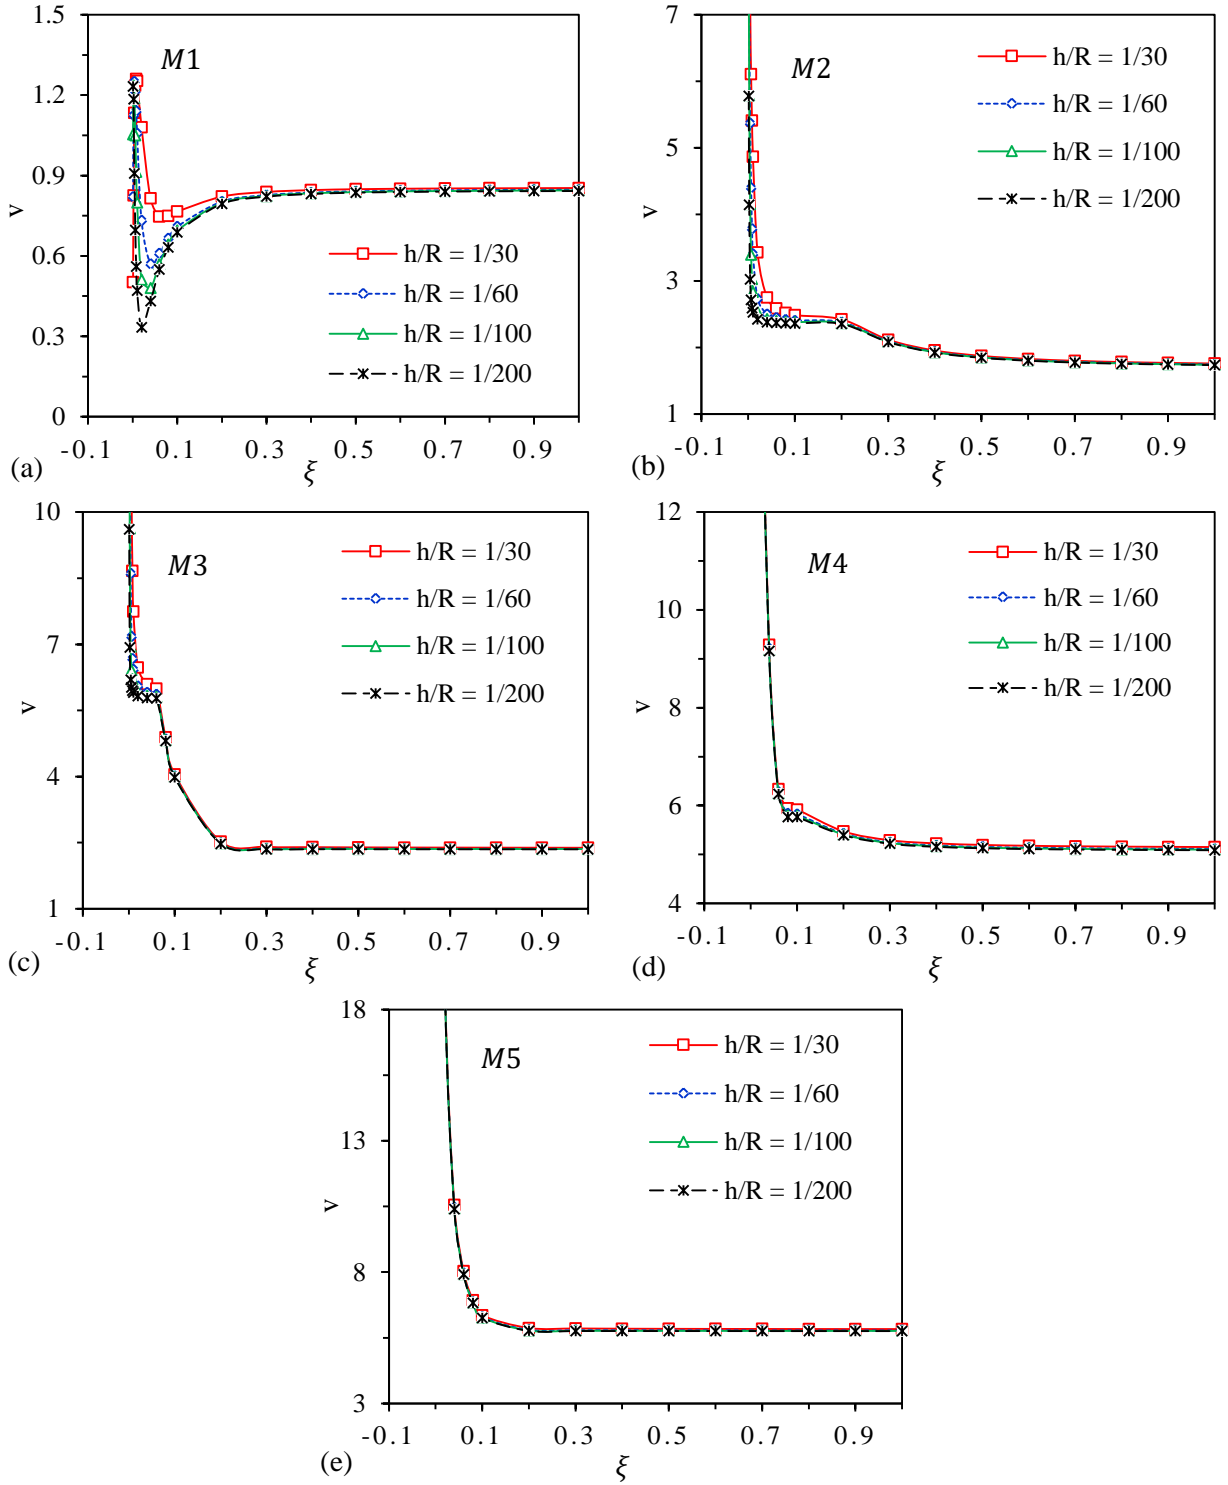 1.5
1.2
0.9
0.6
0.3
0
v
M1
h/R = 1/30
h/R = 1/60
h/R = 1/100
h/R = 1/200
-0.1 0.1 0.3 0.5 0.7 0.9
(a)
ξ
7
5
3
1
v
M2
h/R = 1/30
h/R = 1/60
h/R = 1/100
h/R = 1/200
-0.1 0.1 0.3 0.5 0.7 0.9
(b)
ξ
10
7
4
1
v
M3
h/R = 1/30
h/R = 1/60
h/R = 1/100
h/R = 1/200
-0.1 0.1 0.3 0.5 0.7 0.9
(c)
ξ
12
10
8
6
4
v
M4
h/R = 1/30
h/R = 1/60
h/R = 1/100
h/R = 1/200
-0.1 0.1 0.3 0.5 0.7 0.9
(d)
ξ
18
13
8
3
v
M5
h/R = 1/30
h/R = 1/60
h/R = 1/100
h/R = 1/200
-0.1 0.1 0.3 0.5 0.7 0.9
(e)
ξ